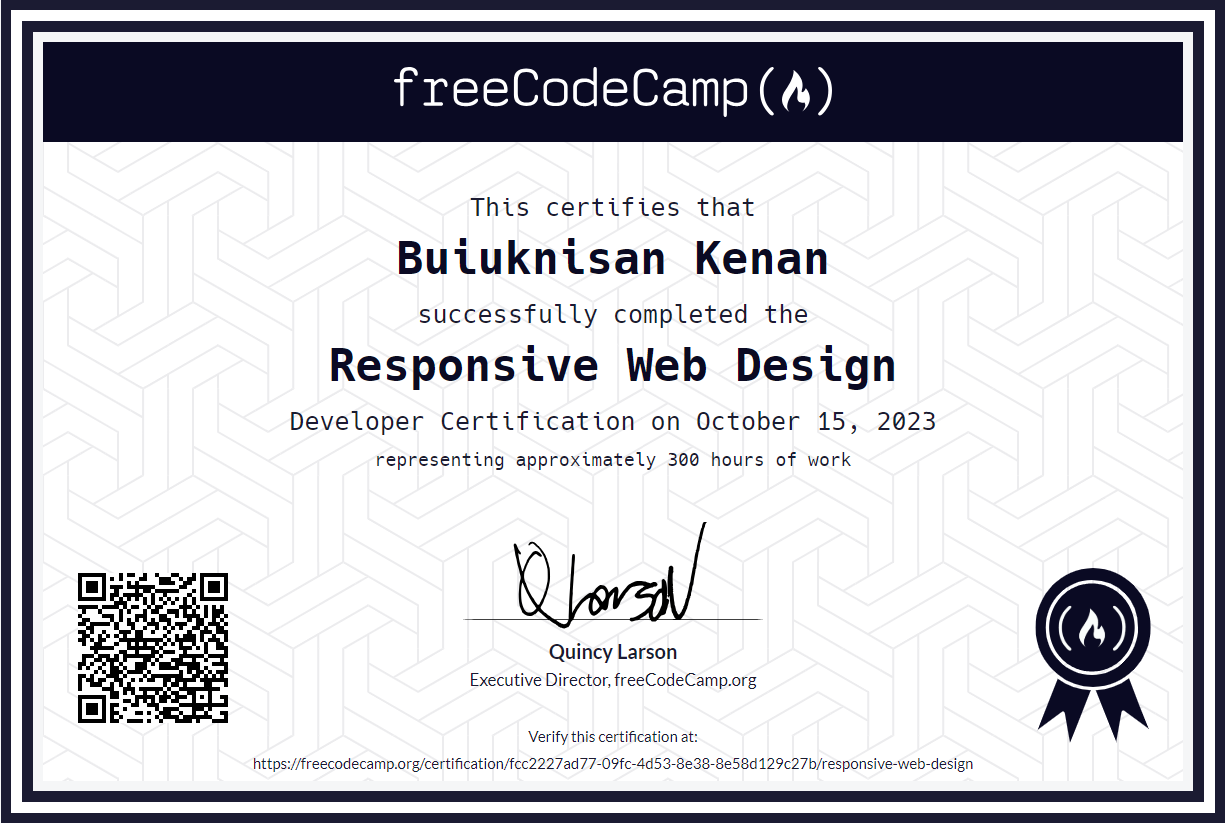 freeCodeCamp
This certifies that
Buiuknisan Kenan
successfully completed the
Responsive Web Design
Developer Certification on October 15, 2023
representing approximately 300 hours of work
Q Larson
Quincy Larson
Executive Director, freeCodeCamp.org
Verify this certification at:
https://freecodecamp.org/certification/fcc2227ad77-09fc-4d53-8e38-8e58d129c27b/responsive-web-design